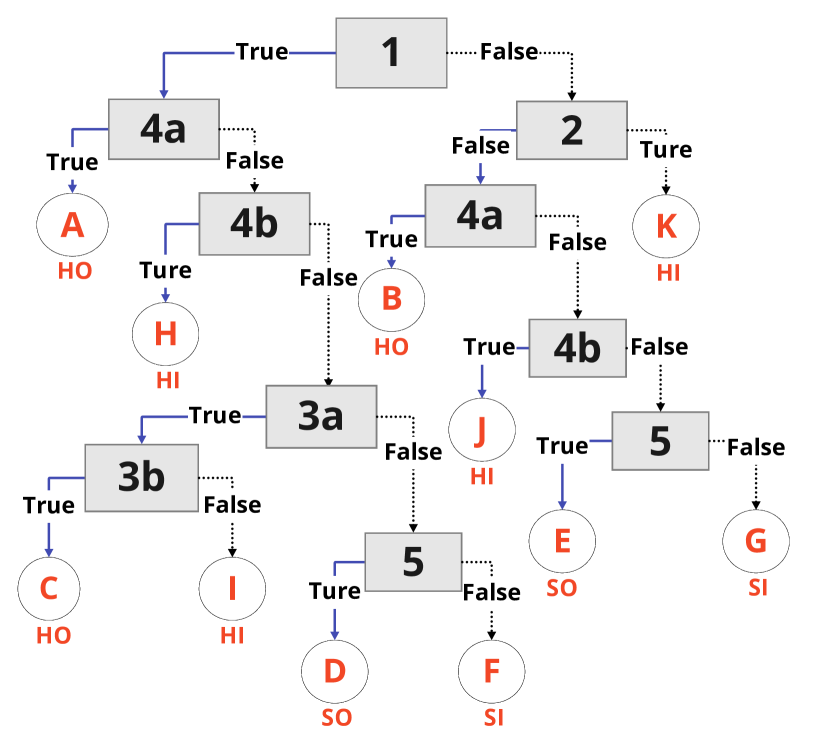 1
True
False
4a
2
True
False
False
Ture
4b
4a
A
K
HO
HI
Ture
False
True
False
H
B
HI
HO
4b
True
False
3a
J
HI
True
False
5
True
False
3b
True
False
E
G
SO
SI
5
C
I
HO
HI
Ture
False
D
F
SO
SI